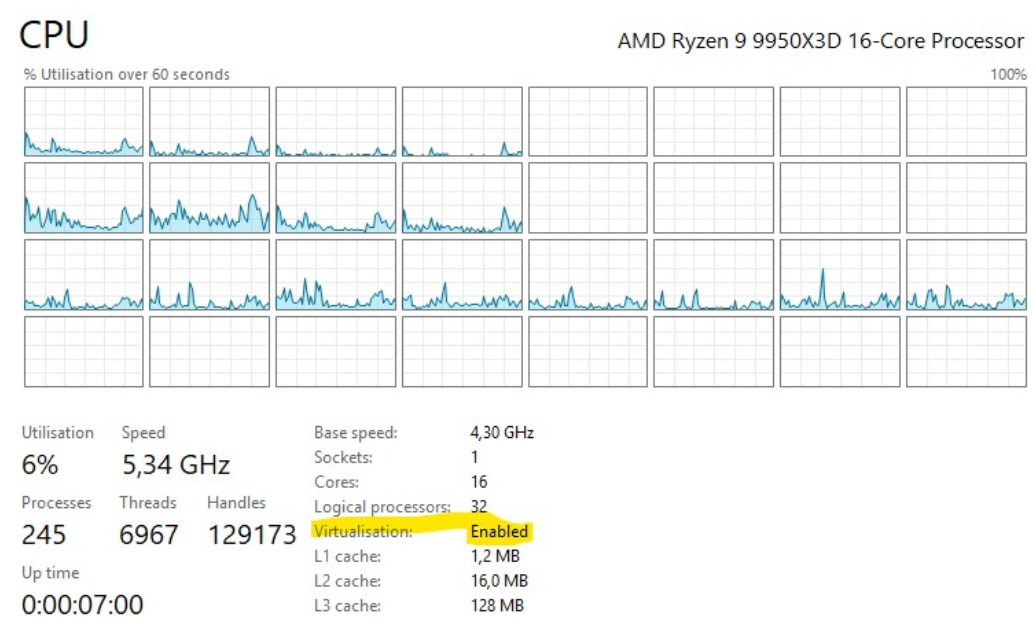 CPU
AMD Ryzen 9 9950X3D 16-Core Processor
% Utilisation over 60 seconds
100%
Utilisation
Speed
6%
5,34 GHz
Processes
Threads
Handles
245
6967
129173
Up time
0:00:07:00
Base speed: 4,30 GHz
Sockets: 1
Cores: 16
Logical processors: 32
Virtualisation: Enabled
L1 cache: 1,2 MB
L2 cache: 16,0 MB
L3 cache: 128 MB